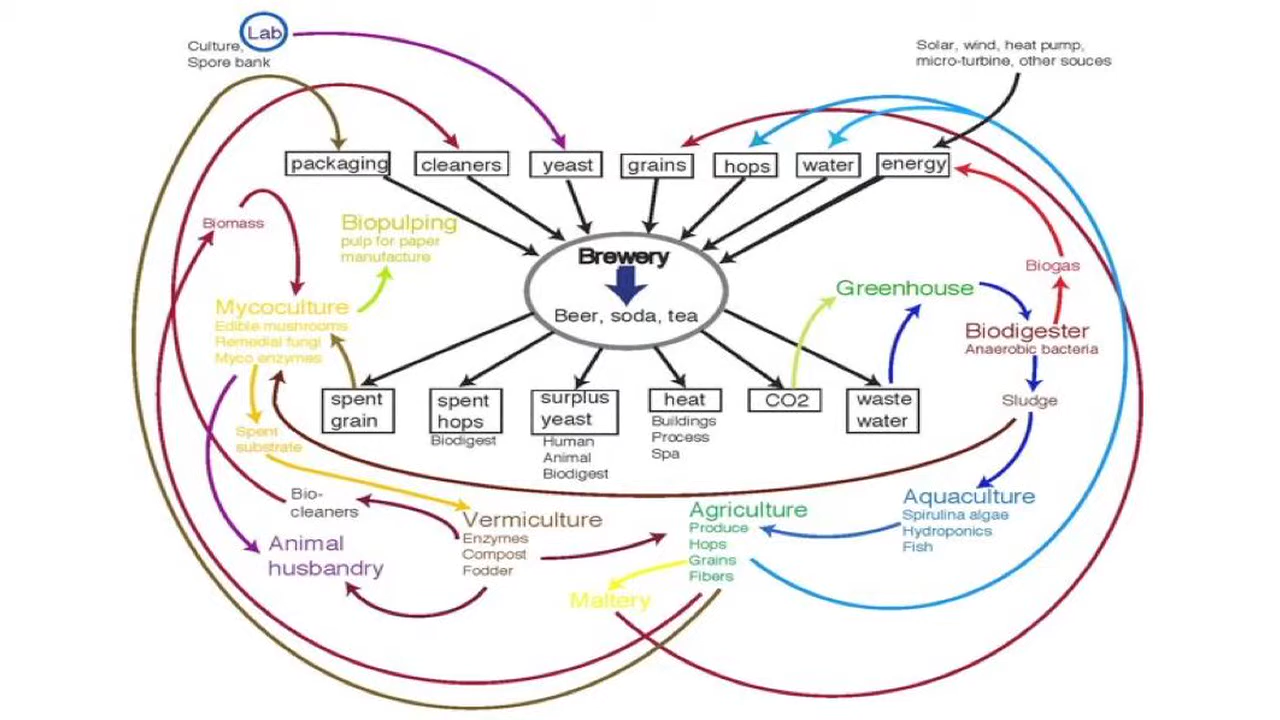 Lab
Culture,
Spore bank
Solar, wind, heat pump,
micro-turbine, other souces
packaging
cleaners
yeast
grains
hops
water
energy
Biomass
Biopulping
pulp for paper
manufacture
Brewery
Beer, soda, tea
Biogas
Greenhouse
Mycoculture
Edible mushrooms
Remedial fungi
Myco enzymes
Biodigester
Anaerobic bacteria
spent
grain
spent
hops
Biodigest
surplus
yeast
Human
Animal
Biodigest
heat
Buildings
Process
Spa
CO2
waste
water
Sludge
Spent
substrate
Bio-
cleaners
Vermiculture
Enzymes
Compost
Fodder
Agriculture
Produce
Hops
Grains
Fibers
Aquaculture
Spirulina algae
Hydroponics
Fish
Animal
husbandry
Maltery